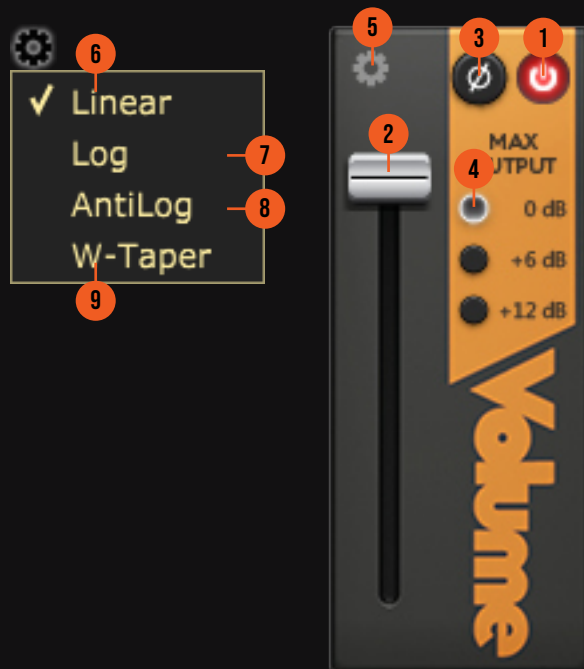 6
✓ Linear
Log
7
AntiLog
8
W-Taper
9
5
3
1
Ø
2
MAX
4
UTPUT
0 dB
+6 dB
+12 dB
Volume